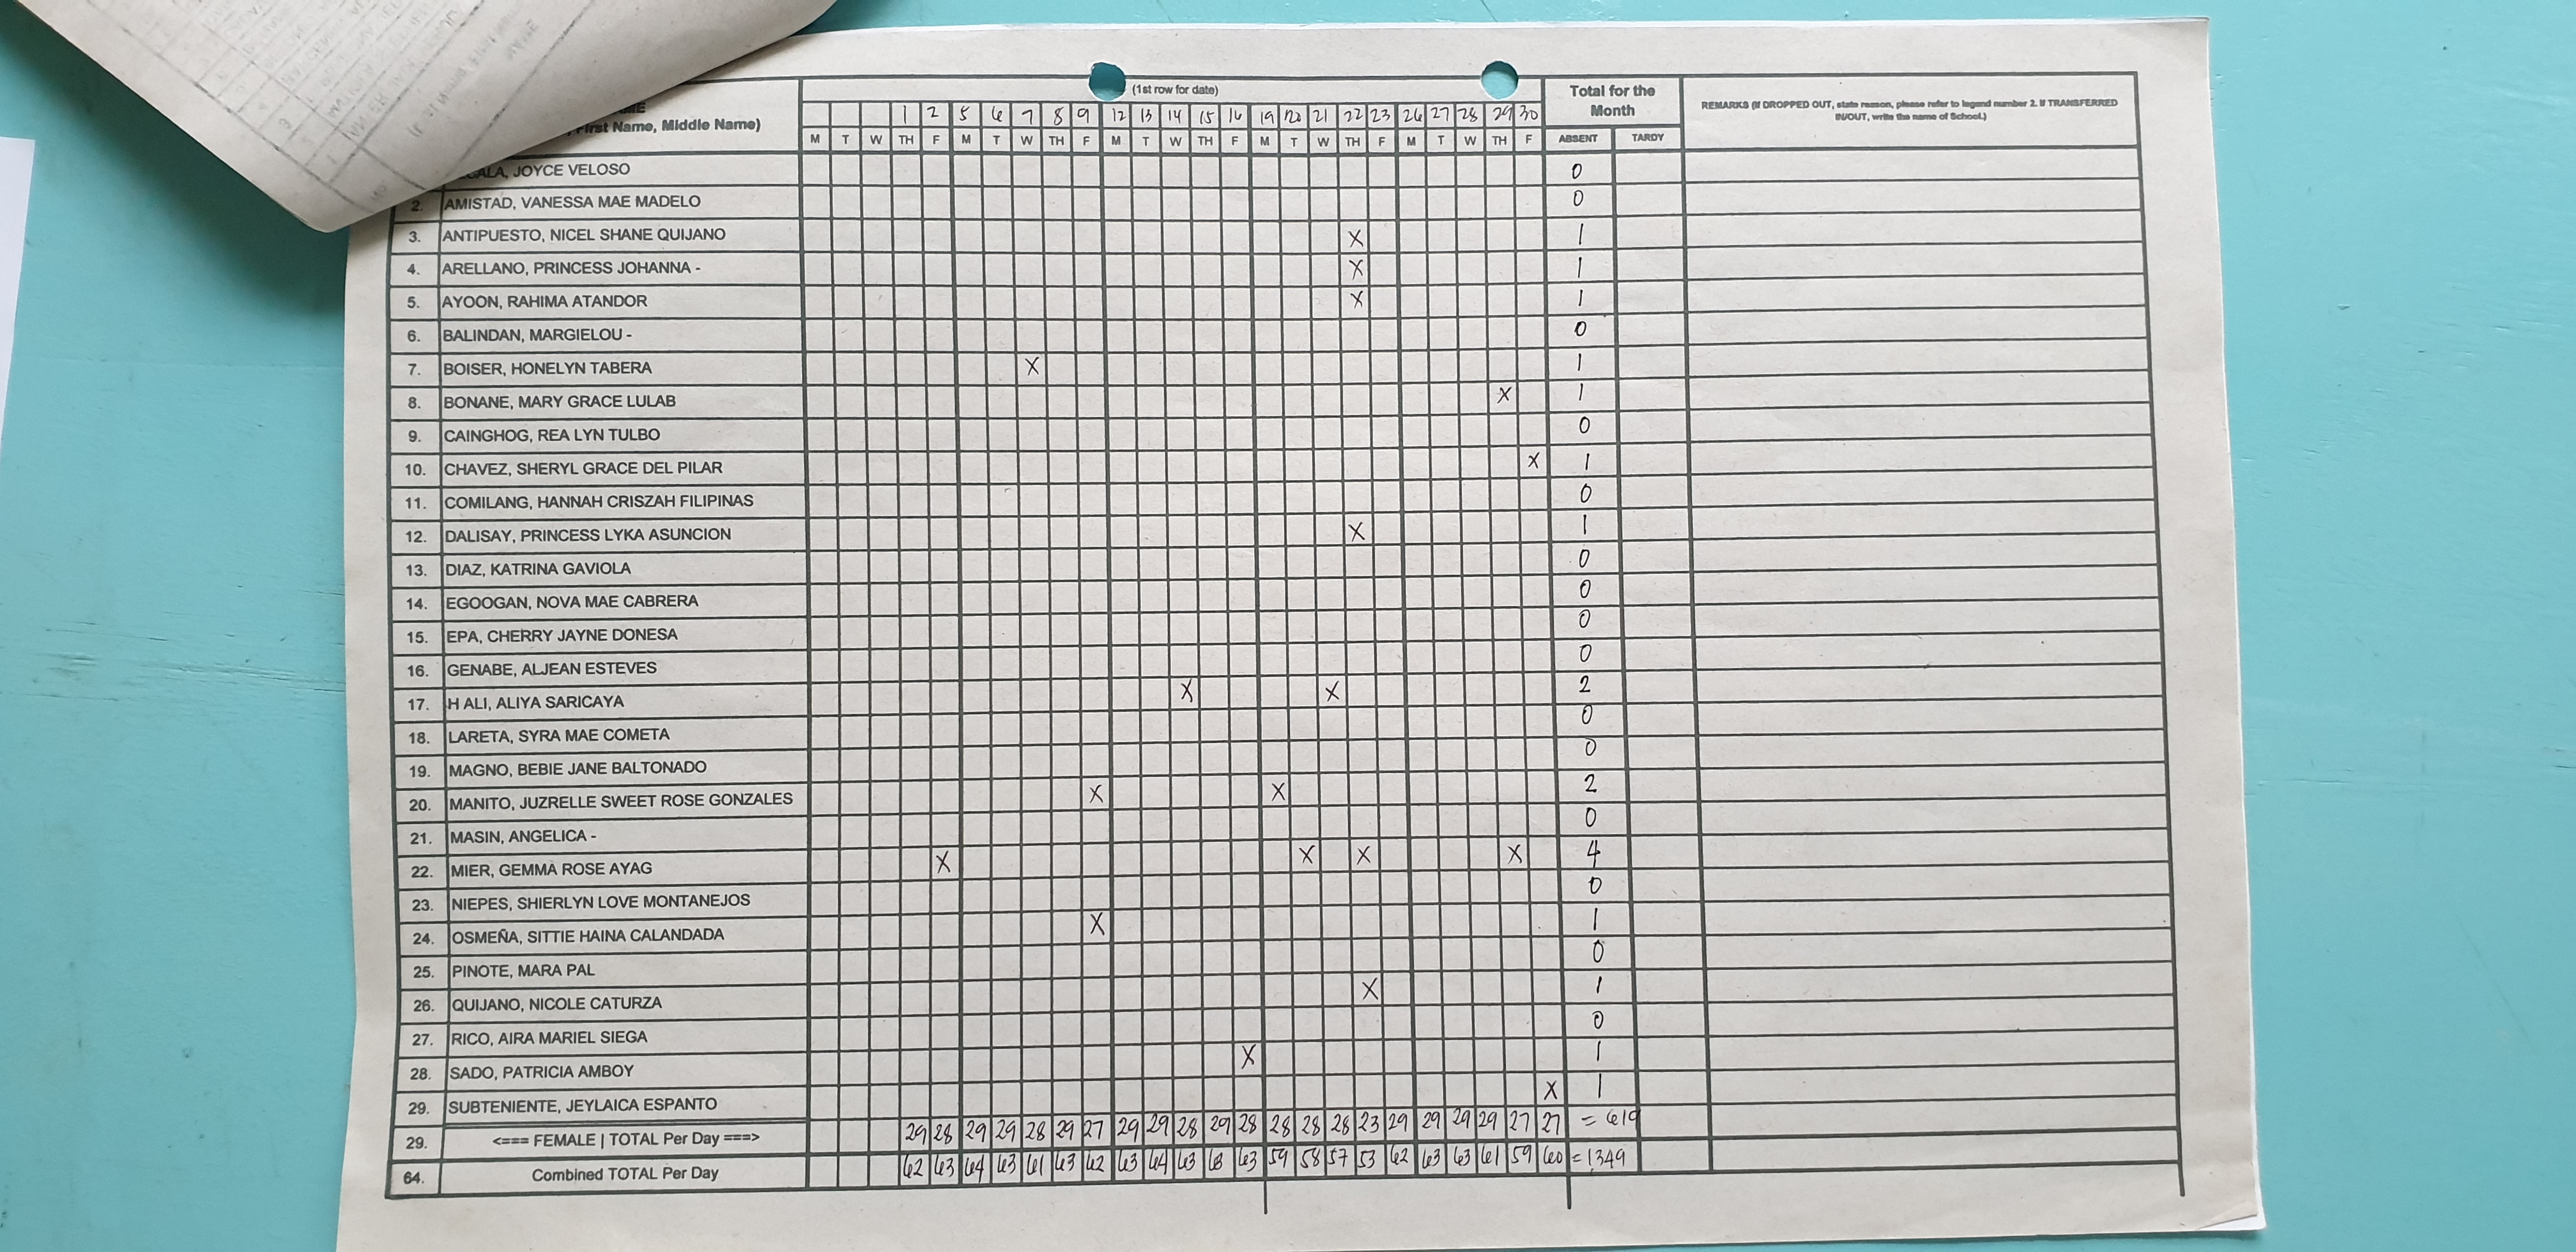 (1st row for date)
Total for the Month
REMARKS (If DROPPED OUT, state reason, please refer to legend number 2. If TRANSFERRED IN/OUT, write the name of School.)
First Name, Middle Name)
1 2 5 6 7 8 9 12 13 14 15 16 19 20 21 22 23 26 27 28 29 30
M T W TH F M T W TH F M T W TH F M T W TH F M T W TH F ABSENT TARDY
JOYCE VELOSO 0
2. AMISTAD, VANESSA MAE MADELO 0
3. ANTIPUESTO, NICEL SHANE QUIJANO X 1
4. ARELLANO, PRINCESS JOHANNA - X 1
5. AYOON, RAHIMA ATANDOR X 1
6. BALINDAN, MARGIELOU - 0
7. BOISER, HONELYN TABERA X 1
8. BONANE, MARY GRACE LULAB X 1
9. CAINGHOG, REA LYN TULBO 0
10. CHAVEZ, SHERYL GRACE DEL PILAR X 1
11. COMILANG, HANNAH CRISZAH FILIPINAS 0
12. DALISAY, PRINCESS LYKA ASUNCION X 1
13. DIAZ, KATRINA GAVIOLA 0
14. EGOOGAN, NOVA MAE CABRERA 0
15. EPA, CHERRY JAYNE DONESA 0
16. GENABE, ALJEAN ESTEVES 0
17. H ALI, ALIYA SARICAYA X X 2
18. LARETA, SYRA MAE COMETA 0
19. MAGNO, BEBIE JANE BALTONADO 0
20. MANITO, JUZRELLE SWEET ROSE GONZALES X X 2
21. MASIN, ANGELICA - 0
22. MIER, GEMMA ROSE AYAG X X X X 4
23. NIEPES, SHIERLYN LOVE MONTANEJOS 0
24. OSMEÑA, SITTIE HAINA CALANDADA X 1
25. PINOTE, MARA PAL 0
26. QUIJANO, NICOLE CATURZA X 1
27. RICO, AIRA MARIEL SIEGA 0
28. SADO, PATRICIA AMBOY X 1
29. SUBTENIENTE, JEYLAICA ESPANTO X 1
29. <=== FEMALE | TOTAL Per Day ===> 29 28 29 29 28 29 27 29 29 28 29 28 28 28 28 23 29 29 29 29 27 27 = 619
64. Combined TOTAL Per Day 62 63 64 63 61 63 62 63 64 63 63 59 58 57 53 62 63 63 61 59 60 = 1349